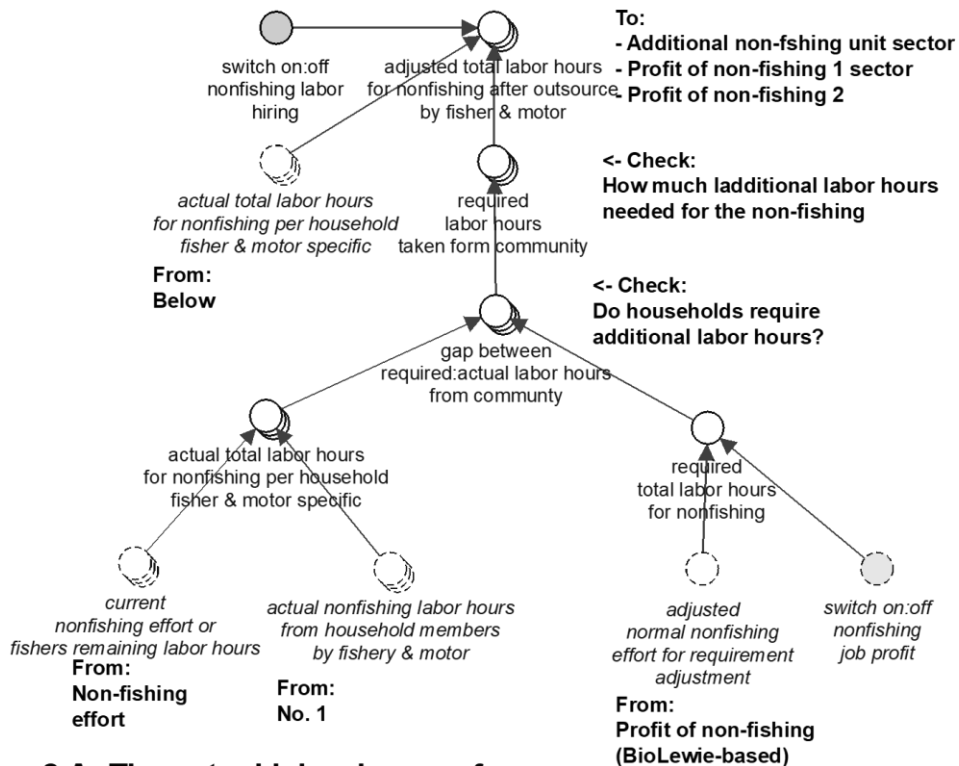 switch on:off
nonfishing labor
hiring
adjusted total labor hours
for nonfishing after outsource
by fisher & motor
To:
- Additional non-fshing unit sector
- Profit of non-fishing 1 sector
- Profit of non-fishing 2
actual total labor hours
for nonfishing per household
fisher & motor specific
From:
Below
required
labor hours
taken form community
<- Check:
How much ladditional labor hours
needed for the non-fishing
<- Check:
Do households require
additional labor hours?
gap between
required:actual labor hours
from communty
actual total labor hours
for nonfishing per household
fisher & motor specific
required
total labor hours
for nonfishing
current
nonfishing effort or
fishers remaining labor hours
From:
Non-fishing
effort
actual nonfishing labor hours
from household members
by fishery & motor
From:
No. 1
adjusted
normal nonfishing
effort for requirement
adjustment
From:
Profit of non-fishing
(BioLewie-based)
switch on:off
nonfishing
job profit